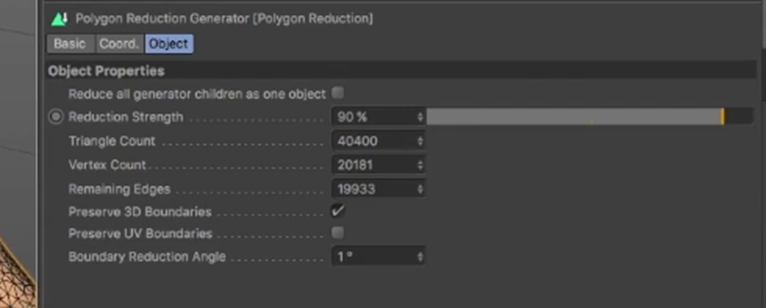 Polygon Reduction Generator [Polygon Reduction]
Basic Coord. Object
Object Properties
Reduce all generator children as one object
Reduction Strength 90 %
Triangle Count 40400
Vertex Count 20181
Remaining Edges 19933
Preserve 3D Boundaries
Preserve UV Boundaries
Boundary Reduction Angle 1°